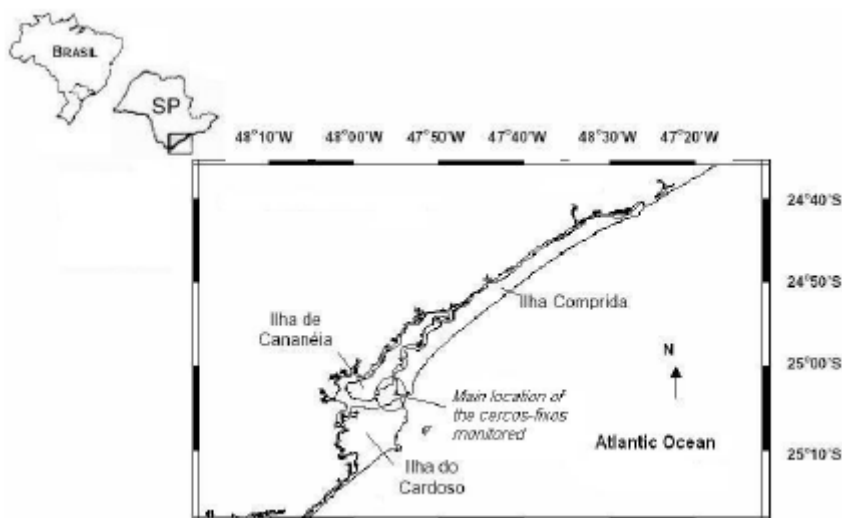 BRASIL
SP
48°10'W 48°00'W 47°50'W 47°40'W 48°30'W 47°20'W
24°40'S
24°50'S
25°00'S
25°10'S
Ilha Comprida
Ilha de
Cananéia
N
Main location of
the cercos-fixos
monitored
Atlantic Ocean
Ilha do
Cardoso